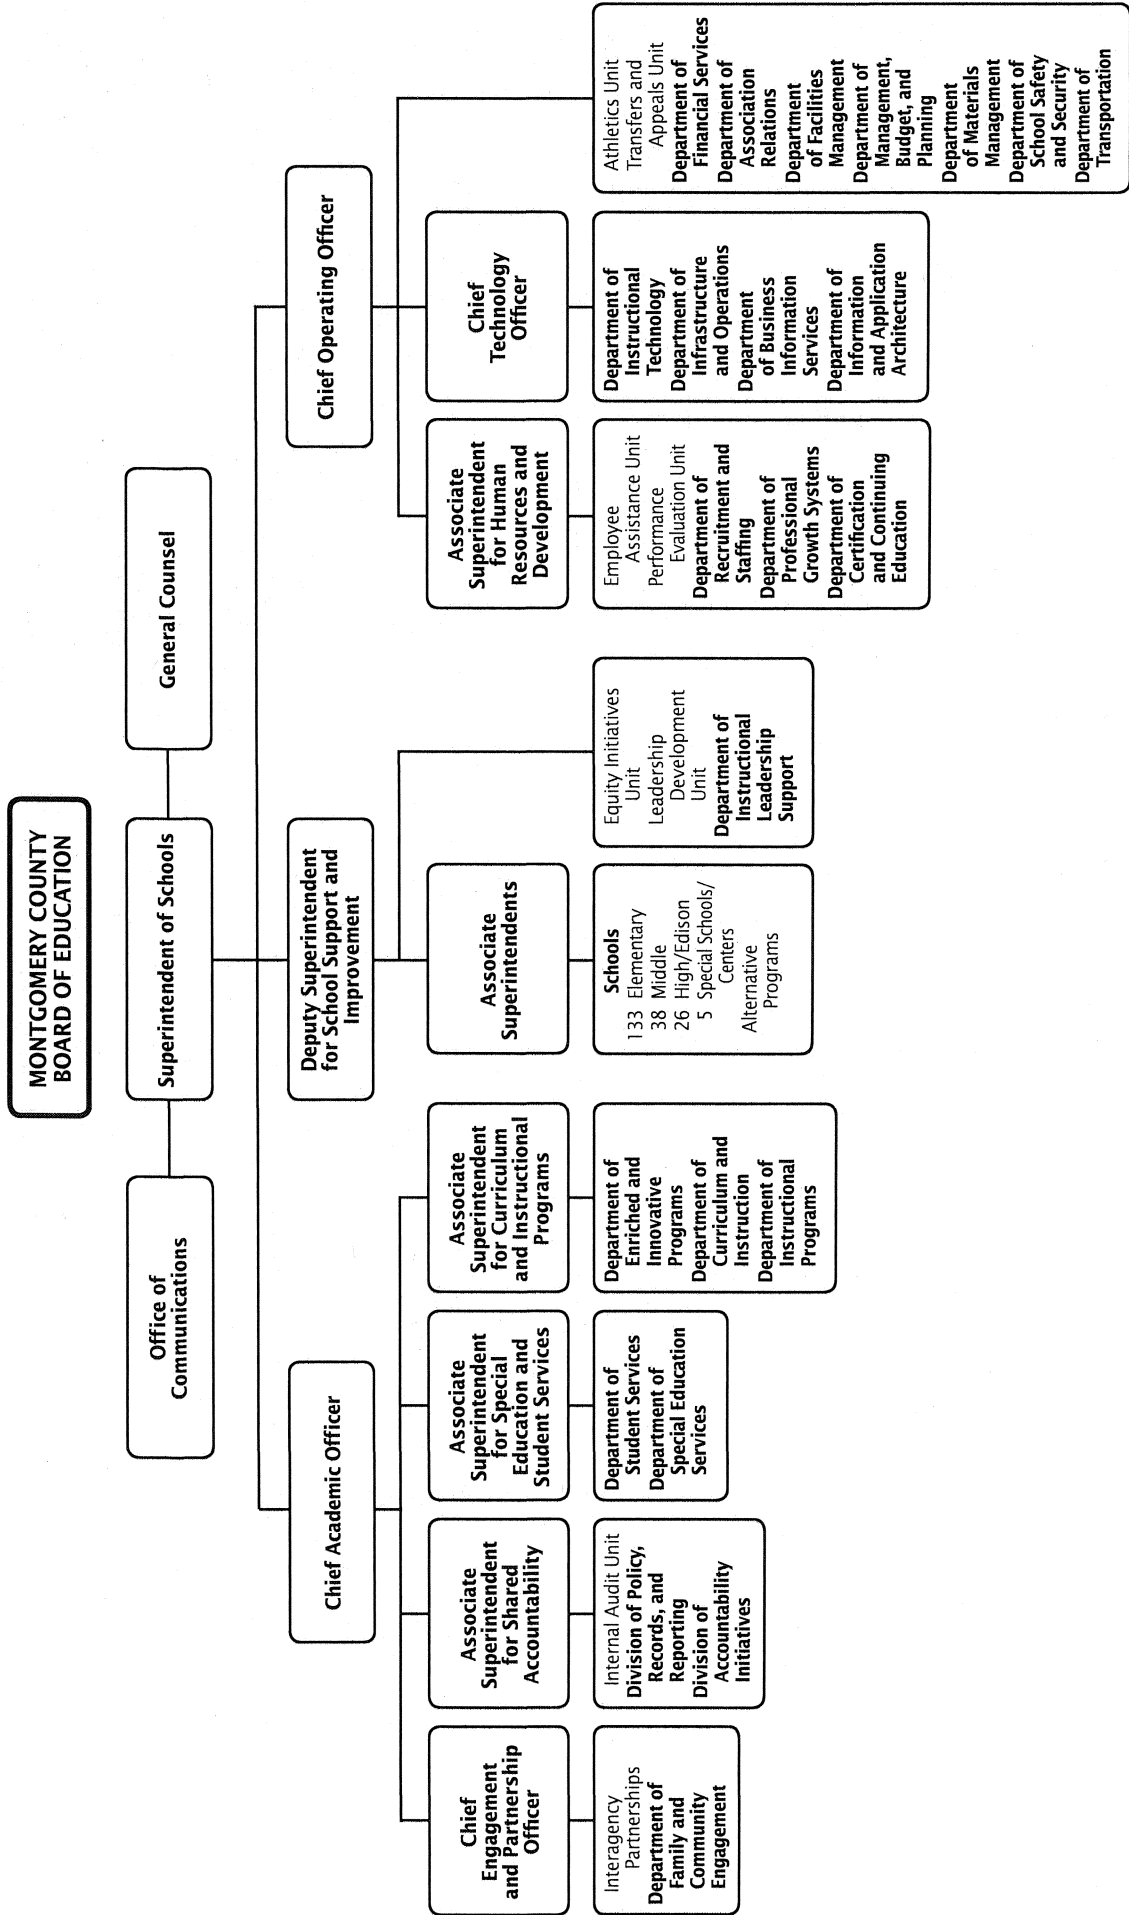 MONTGOMERY COUNTY
BOARD OF EDUCATION
Office of
Communications
Superintendent of Schools
General Counsel
Chief Academic Officer
Deputy Superintendent
for School Support and
Improvement
Chief Operating Officer
Chief
Engagement
and Partnership
Officer
Associate
Superintendent
for Shared
Accountability
Associate
Superintendent
for Special
Education and
Student Services
Associate
Superintendent
for Curriculum
and Instructional
Programs
Associate
Superintendents
Associate
Superintendent
for Human
Resources and
Development
Chief
Technology
Officer
Interagency
Partnerships
Department of
Family and
Community
Engagement
Internal Audit Unit
Division of Policy,
Records, and
Reporting
Division of
Accountability
Initiatives
Department of
Student Services
Department of
Special Education
Services
Department of
Enriched and
Innovative
Programs
Department of
Curriculum and
Instruction
Department of
Instructional
Programs
Schools
133 Elementary
38 Middle
26 High/Edison
5 Special Schools/
Centers
Alternative
Programs
Equity Initiatives
Unit
Leadership
Development
Unit
Department of
Instructional
Leadership
Support
Employee
Assistance Unit
Performance
Evaluation Unit
Department of
Recruitment and
Staffing
Department of
Professional
Growth Systems
Department of
Certification
and Continuing
Education
Department of
Instructional
Technology
Department of
Infrastructure
and Operations
Department
of Business
Information
Services
Department of
Information
and Application
Architecture
Athletics Unit
Transfers and
Appeals Unit
Department of
Financial Services
Department of
Association
Relations
Department
of Facilities
Management
Department of
Management,
Budget, and
Planning
Department
of Materials
Management
Department of
School Safety
and Security
Department of
Transportation